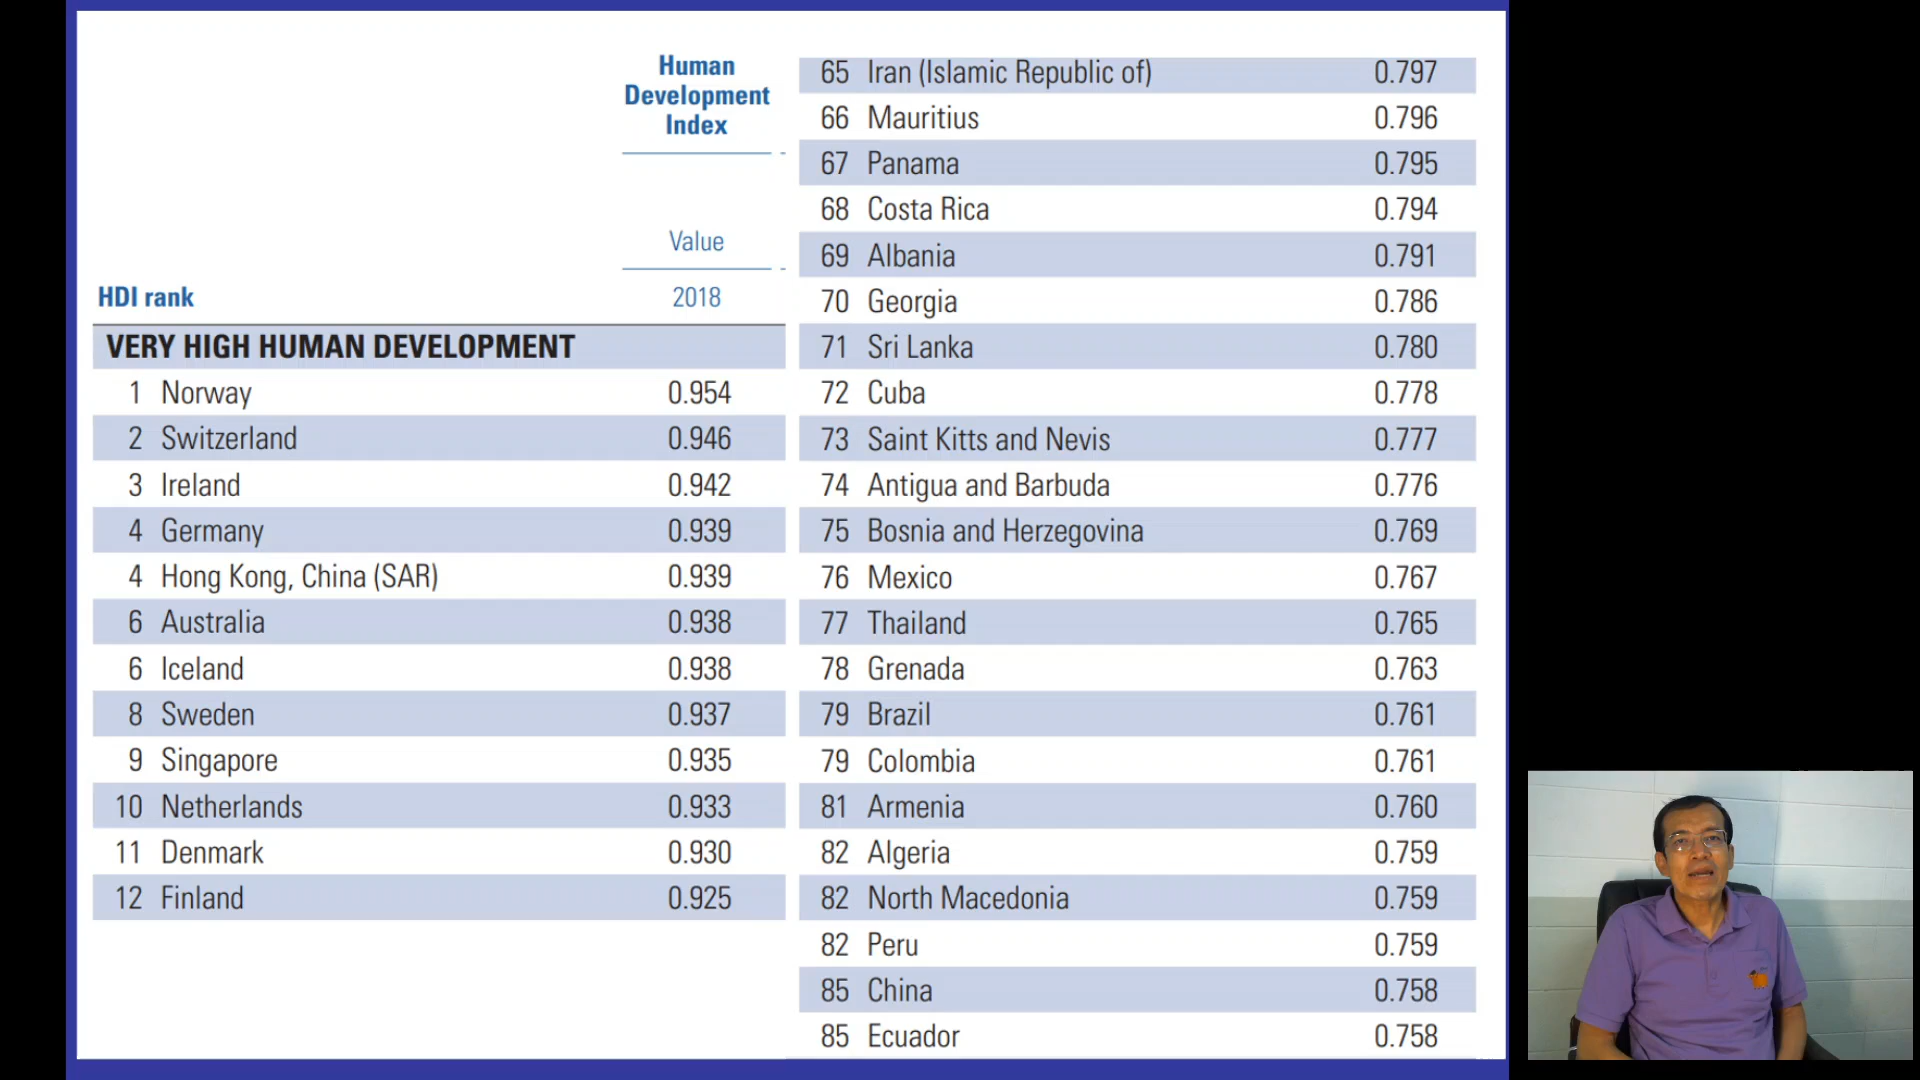 Human
Development
Index
Value
HDI rank 2018
VERY HIGH HUMAN DEVELOPMENT
1 Norway 0.954
2 Switzerland 0.946
3 Ireland 0.942
4 Germany 0.939
4 Hong Kong, China (SAR) 0.939
6 Australia 0.938
6 Iceland 0.938
8 Sweden 0.937
9 Singapore 0.935
10 Netherlands 0.933
11 Denmark 0.930
12 Finland 0.925
65 Iran (Islamic Republic of) 0.797
66 Mauritius 0.796
67 Panama 0.795
68 Costa Rica 0.794
69 Albania 0.791
70 Georgia 0.786
71 Sri Lanka 0.780
72 Cuba 0.778
73 Saint Kitts and Nevis 0.777
74 Antigua and Barbuda 0.776
75 Bosnia and Herzegovina 0.769
76 Mexico 0.767
77 Thailand 0.765
78 Grenada 0.763
79 Brazil 0.761
79 Colombia 0.761
81 Armenia 0.760
82 Algeria 0.759
82 North Macedonia 0.759
82 Peru 0.759
85 China 0.758
85 Ecuador 0.758